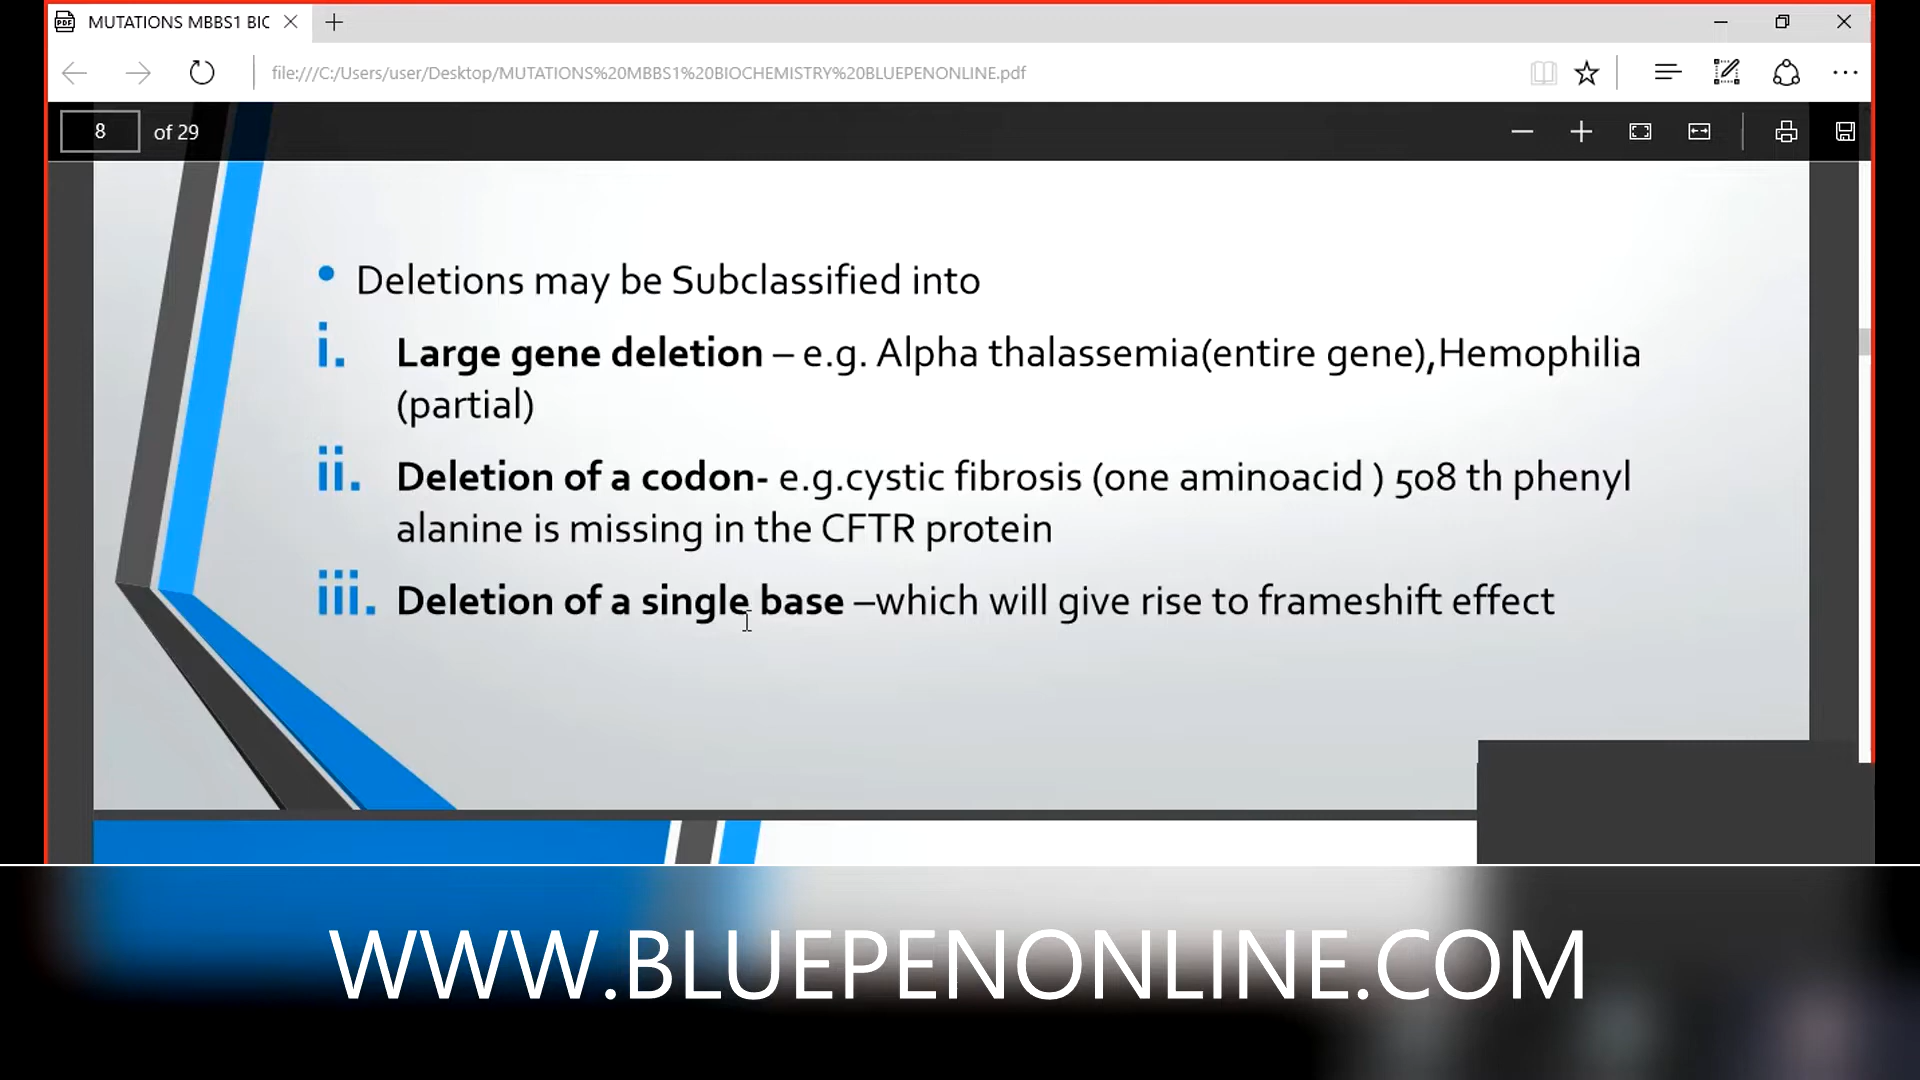 MUTATIONS MBBS1 BIC
file:///C:/Users/user/Desktop/MUTATIONS%20MBBS1%20BIOCHEMISTRY%20BLUEPENONLINE.pdf
8 of 29
• Deletions may be Subclassified into
i. Large gene deletion – e.g. Alpha thalassemia(entire gene),Hemophilia
(partial)
ii. Deletion of a codon- e.g.cystic fibrosis (one aminoacid ) 508 th phenyl
alanine is missing in the CFTR protein
iii. Deletion of a single base –which will give rise to frameshift effect
WWW.BLUEPENONLINE.COM